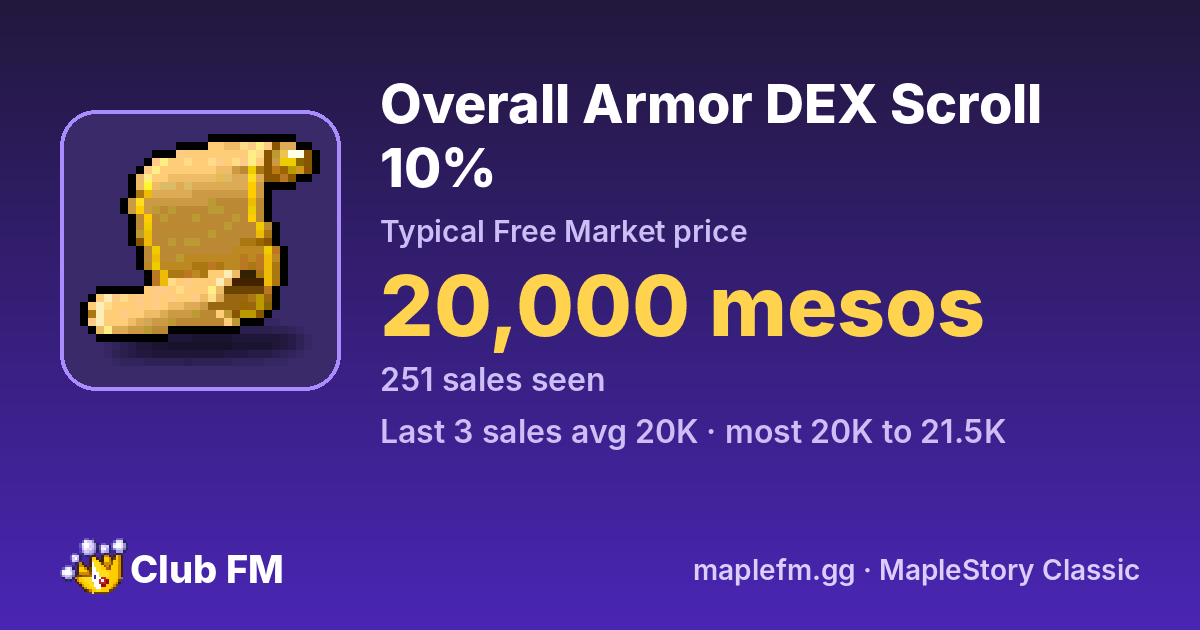 Overall Armor DEX Scroll
10%
Typical Free Market price
20,000 mesos
251 sales seen
Last 3 sales avg 20K · most 20K to 21.5K
Club FM
maplefm.gg · MapleStory Classic